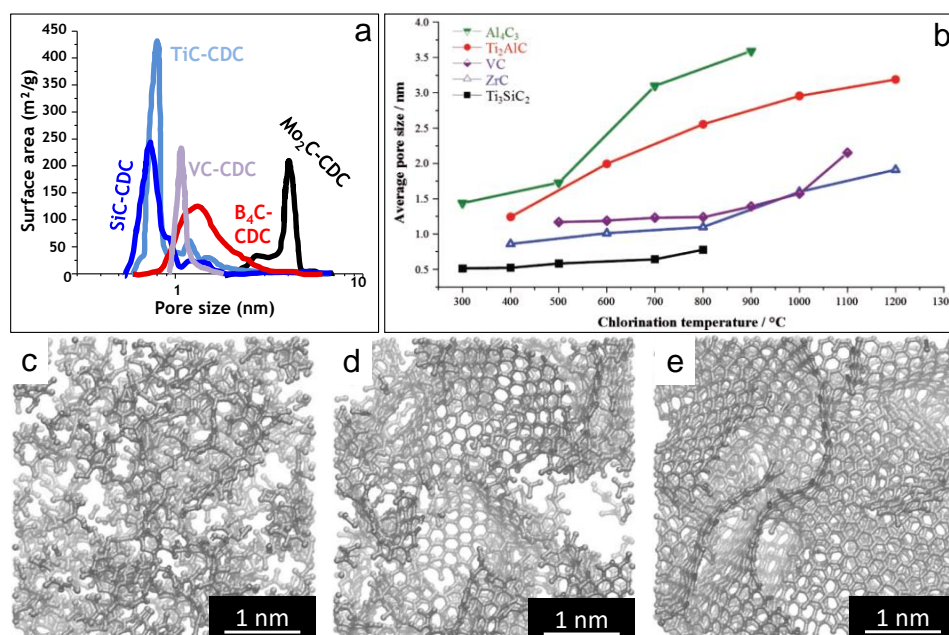 a
450
400
350
300
250
200
150
100
50
0
Surface area (m²/g)
TiC-CDC
SiC-CDC
VC-CDC
B₄C-
CDC
Mo₂C-CDC
1
10
Pore size (nm)
b
4.0
3.5
3.0
2.5
2.0
1.5
1.0
0.5
Average pore size / nm
Al₄C₃
Ti₂AlC
VC
ZrC
Ti₃SiC₂
300 400 500 600 700 800 900 1000 1100 1200
Chlorination temperature / °C
c
1 nm
d
1 nm
e
1 nm